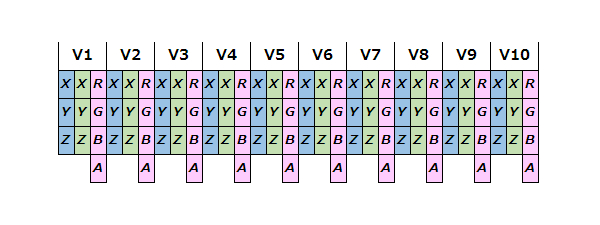 V1 V2 V3 V4 V5 V6 V7 V8 V9 V10
X X R X X R X X R X X R X X R X X R X X R X X R X X R X X R
Y Y G Y Y G Y Y G Y Y G Y Y G Y Y G Y Y G Y Y G Y Y G Y Y G
Z Z B Z Z B Z Z B Z Z B Z Z B Z Z B Z Z B Z Z B Z Z B Z Z B
A A A A A A A A A A